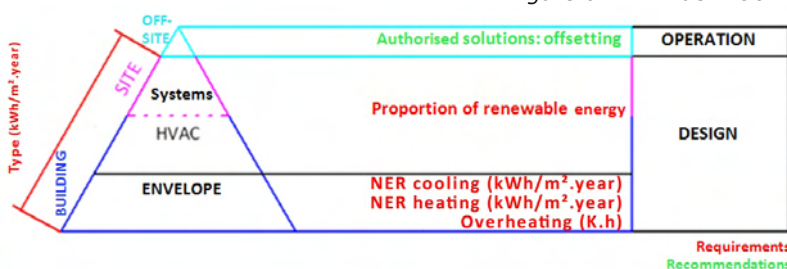 OFF-
SITE
Authorised solutions: offsetting
OPERATION
Type (kWh/m².year)
SITE
Systems
Proportion of renewable energy
HVAC
DESIGN
BUILDING
ENVELOPE
NER cooling (kWh/m².year)
NER heating (kWh/m².year)
Overheating (K.h)
Requirements
Recommendations